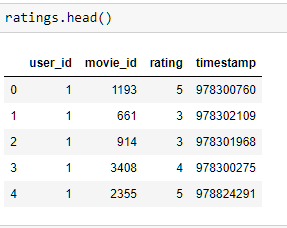 ratings.head()
user_id movie_id rating timestamp
0 1 1193 5 978300760
1 1 661 3 978302109
2 1 914 3 978301968
3 1 3408 4 978300275
4 1 2355 5 978824291